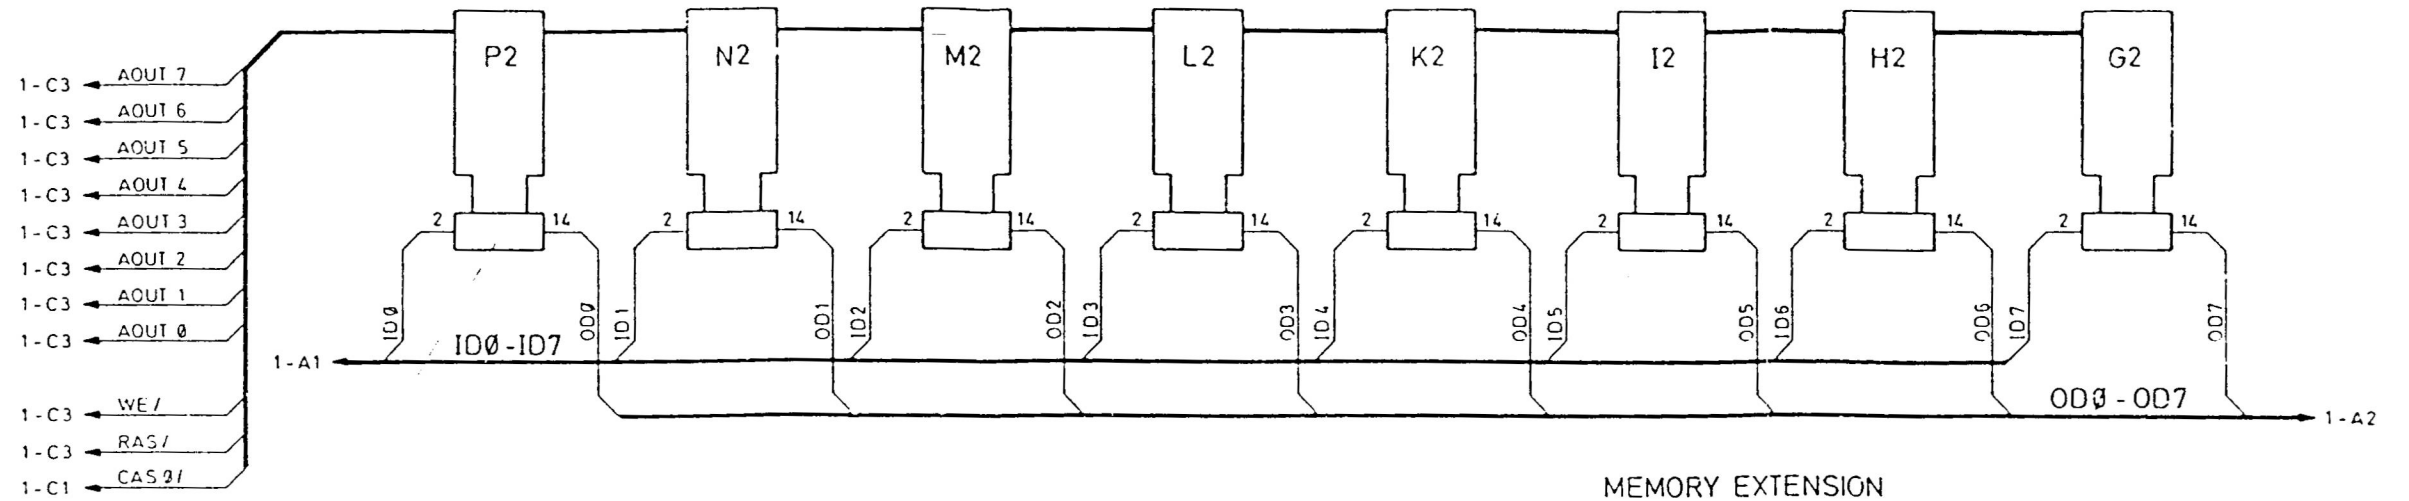 P2 N2 M2 L2 K2 I2 H2 G2
1-C3 AOUT 7
1-C3 AOUT 6
1-C3 AOUT 5
1-C3 AOUT 4
1-C3 AOUT 3
1-C3 AOUT 2
1-C3 AOUT 1
1-C3 AOUT 0
2 14 2 14 2 14 2 14 2 14 2 14 2 14 2 14
ID0 OD0 ID1 OD1 ID2 OD2 ID3 OD3 ID4 OD4 ID5 OD5 ID6 OD6 ID7 OD7
1-A1 ID0-ID7
OD0-OD7 1-A2
1-C3 WE/
1-C3 RAS/
1-C1 CAS0/
MEMORY EXTENSION